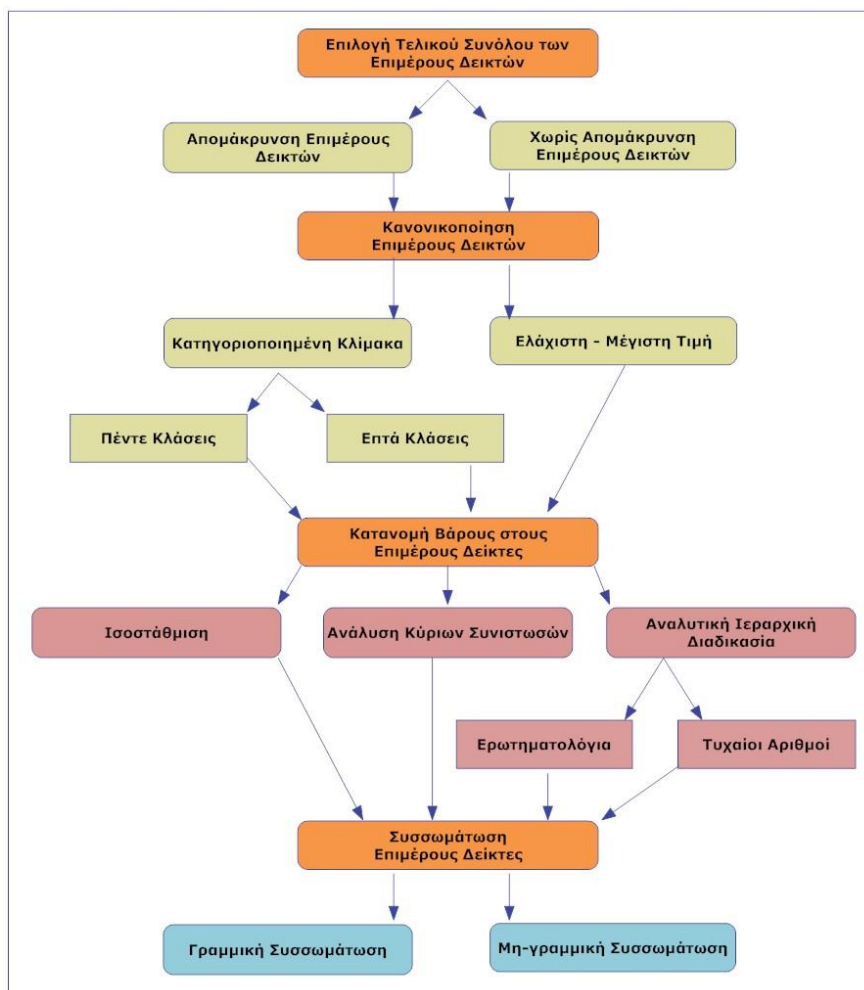 Επιλογή Τελικού Συνόλου των
Επιμέρους Δεικτών
Απομάκρυνση Επιμέρους
Δεικτών
Χωρίς Απομάκρυνση
Επιμέρους Δεικτών
Κανονικοποίηση
Επιμέρους Δεικτών
Κατηγοριοποιημένη Κλίμακα
Ελάχιστη - Μέγιστη Τιμή
Πέντε Κλάσεις
Επτά Κλάσεις
Κατανομή Βάρους στους
Επιμέρους Δείκτες
Ισοστάθμιση
Ανάλυση Κύριων Συνιστωσών
Αναλυτική Ιεραρχική
Διαδικασία
Ερωτηματολόγια
Τυχαίοι Αριθμοί
Συσσωμάτωση
Επιμέρους Δείκτες
Γραμμική Συσσωμάτωση
Μη-γραμμική Συσσωμάτωση